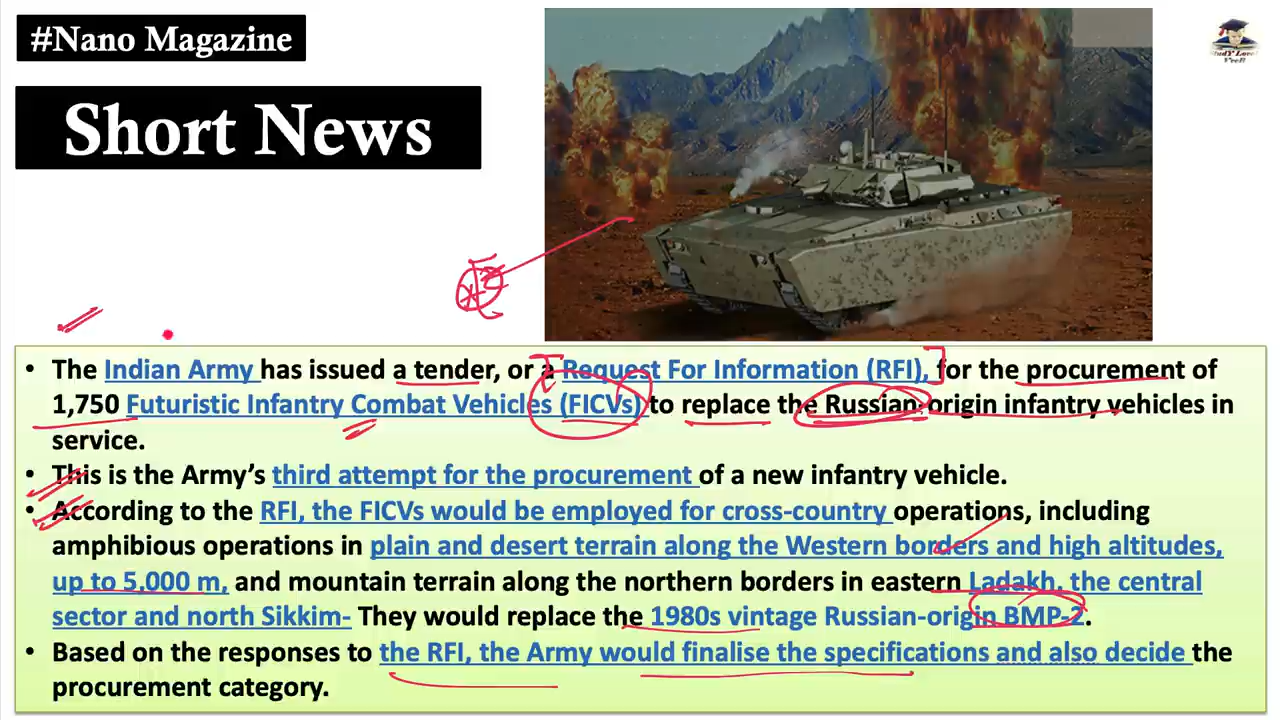 #Nano Magazine
Short News
• The Indian Army has issued a tender, or a Request For Information (RFI), for the procurement of
1,750 Futuristic Infantry Combat Vehicles (FICVs) to replace the Russian-origin infantry vehicles in
service.
• This is the Army's third attempt for the procurement of a new infantry vehicle.
• According to the RFI, the FICVs would be employed for cross-country operations, including
amphibious operations in plain and desert terrain along the Western borders and high altitudes,
up to 5,000 m, and mountain terrain along the northern borders in eastern Ladakh, the central
sector and north Sikkim- They would replace the 1980s vintage Russian-origin BMP-2.
• Based on the responses to the RFI, the Army would finalise the specifications and also decide the
procurement category.